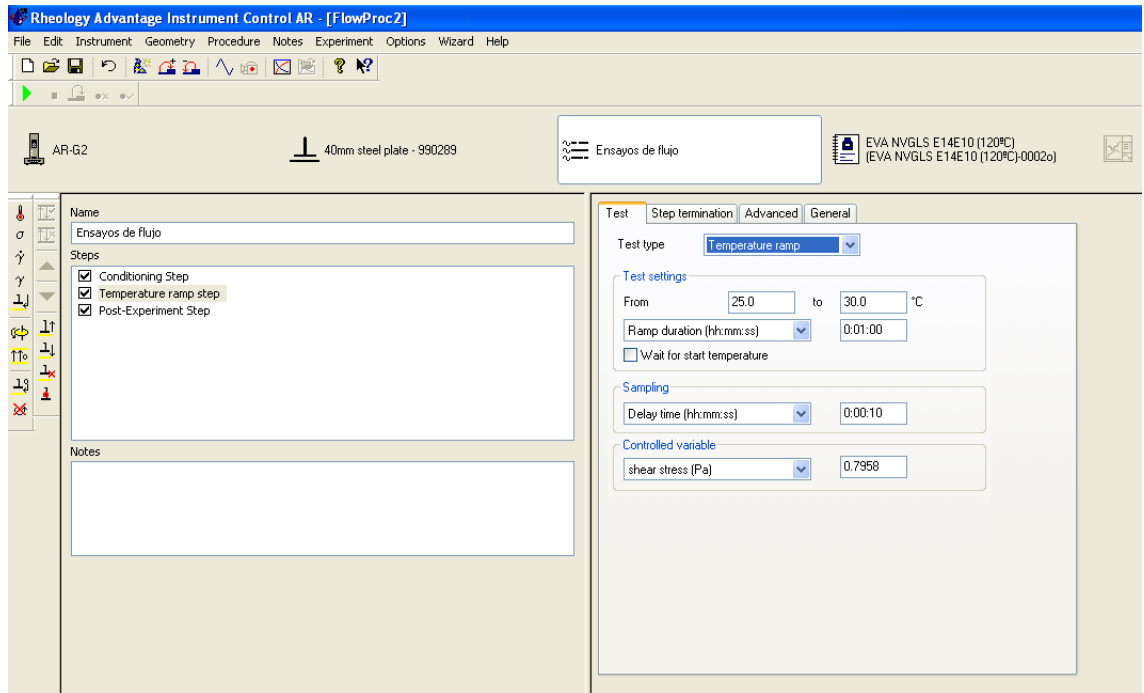 Rheology Advantage Instrument Control AR - [FlowProc2]
File Edit Instrument Geometry Procedure Notes Experiment Options Wizard Help
AR-G2
40mm steel plate - 990289
Ensayos de flujo
EVA NVGLS E14E10 (120ºC)
(EVA NVGLS E14E10 (120ºC)-0002o)
Name
Ensayos de flujo
Steps
Conditioning Step
Temperature ramp step
Post-Experiment Step
Notes
Test Step termination Advanced General
Test type Temperature ramp
Test settings
From 25.0 to 30.0 °C
Ramp duration (hh:mm:ss) 0:01:00
Wait for start temperature
Sampling
Delay time (hh:mm:ss) 0:00:10
Controlled variable
shear stress (Pa) 0.7958